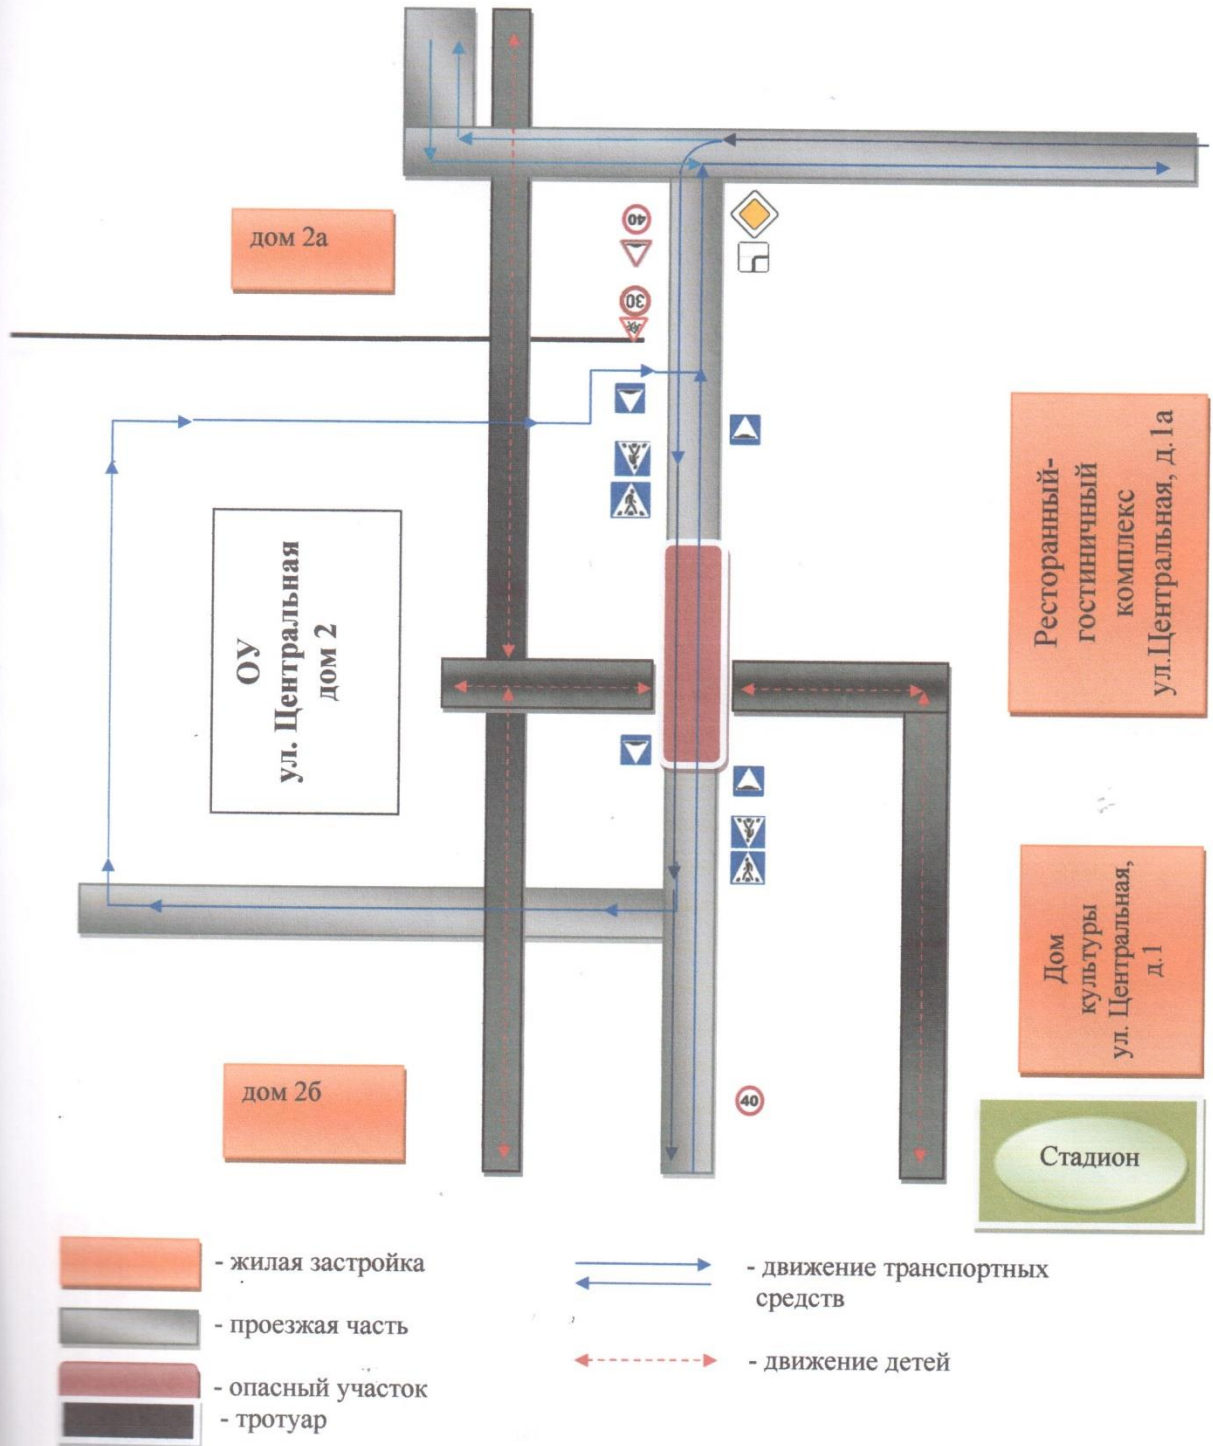 дом 2а
40
30
ОУ
ул. Центральная
дом 2
Ресторанный-
гостиничный
комплекс
ул.Центральная, д.1а
Дом
культуры
ул. Центральная,
д.1
дом 2б
40
Стадион
- жилая застройка
- проезжая часть
- опасный участок
- тротуар
- движение транспортных
средств
- движение детей